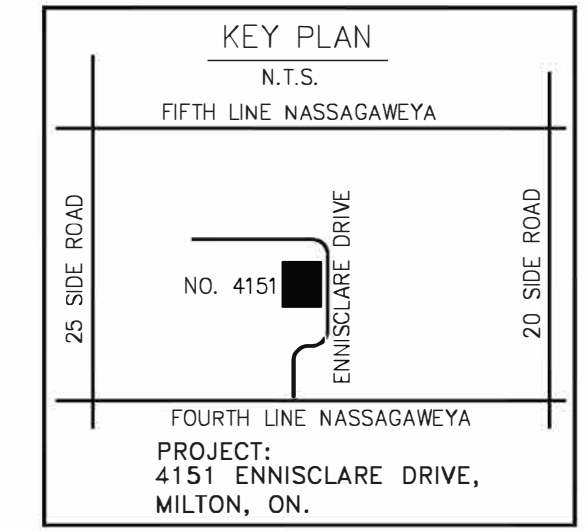 KEY PLAN
N.T.S.
FIFTH LINE NASSAGAWEYA
25 SIDE ROAD
NO. 4151
ENNISCLARE DRIVE
20 SIDE ROAD
FOURTH LINE NASSAGAWEYA
PROJECT:
4151 ENNISCLARE DRIVE,
MILTON, ON.